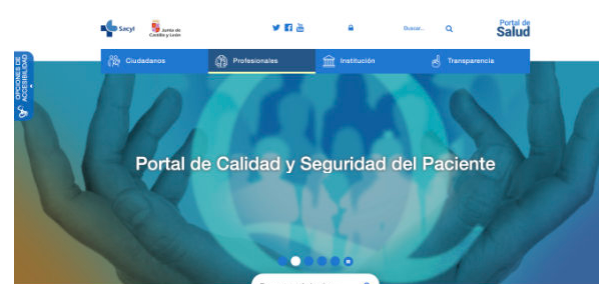 Sacyl
Junta de
Castilla y León
Buscar...
Portal de
Salud
Ciudadanos
Profesionales
Institución
Transparencia
OPCIONES DE
ACCESIBILIDAD
Portal de Calidad y Seguridad del Paciente